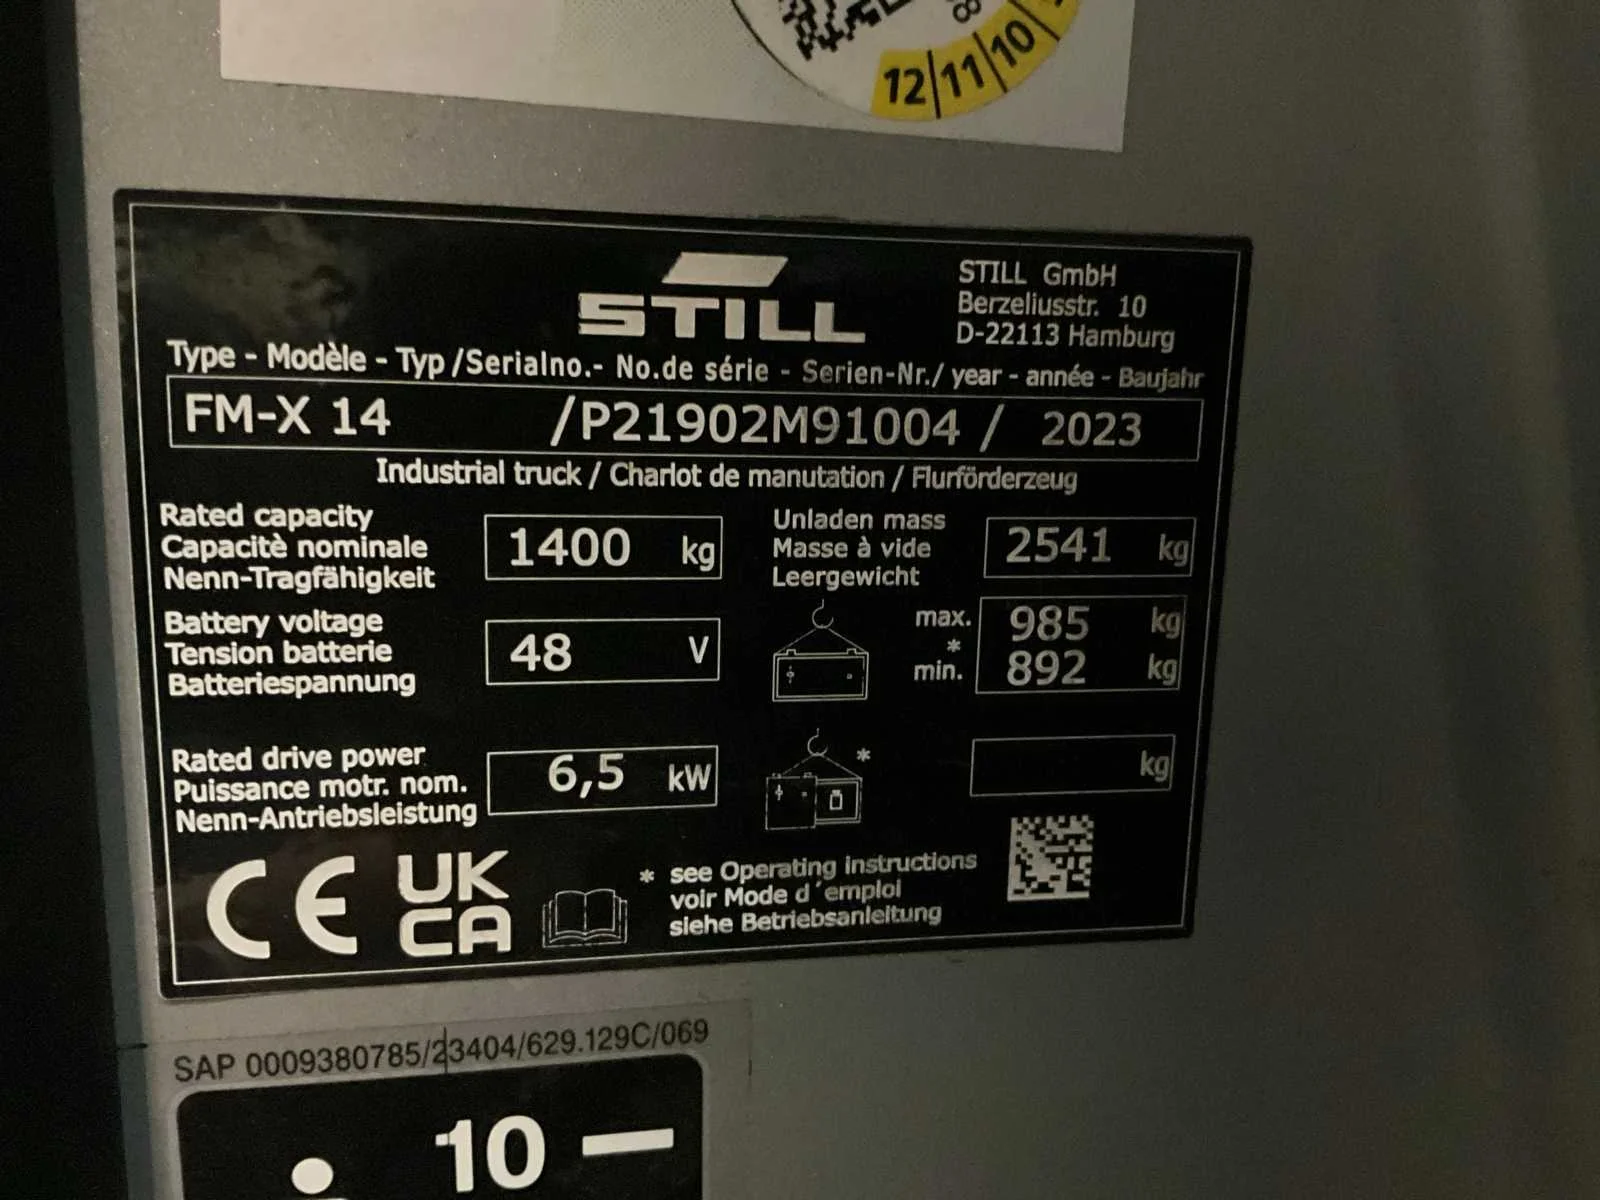 8
12/11/10
STILL
STILL GmbH
Berzeliusstr. 10
D-22113 Hamburg
Type - Modèle - Typ /Serialno.- No.de série - Serien-Nr./ year - année - Baujahr
FM-X 14 /P21902M91004 / 2023
Industrial truck / Charlot de manutation / Flurförderzeug
Rated capacity
Capacitè nominale
Nenn-Tragfähigkeit
1400 kg
Unladen mass
Masse à vide
Leergewicht
2541 kg
Battery voltage
Tension batterie
Batteriespannung
48 V
max. 985 kg
*
min. 892 kg
Rated drive power
Puissance motr. nom.
Nenn-Antriebsleistung
6,5 kW
* kg
CE
UK
CA
* see Operating instructions
voir Mode d´emploi
siehe Betriebsanleitung
SAP 0009380785/23404/629.129C/069
10 —